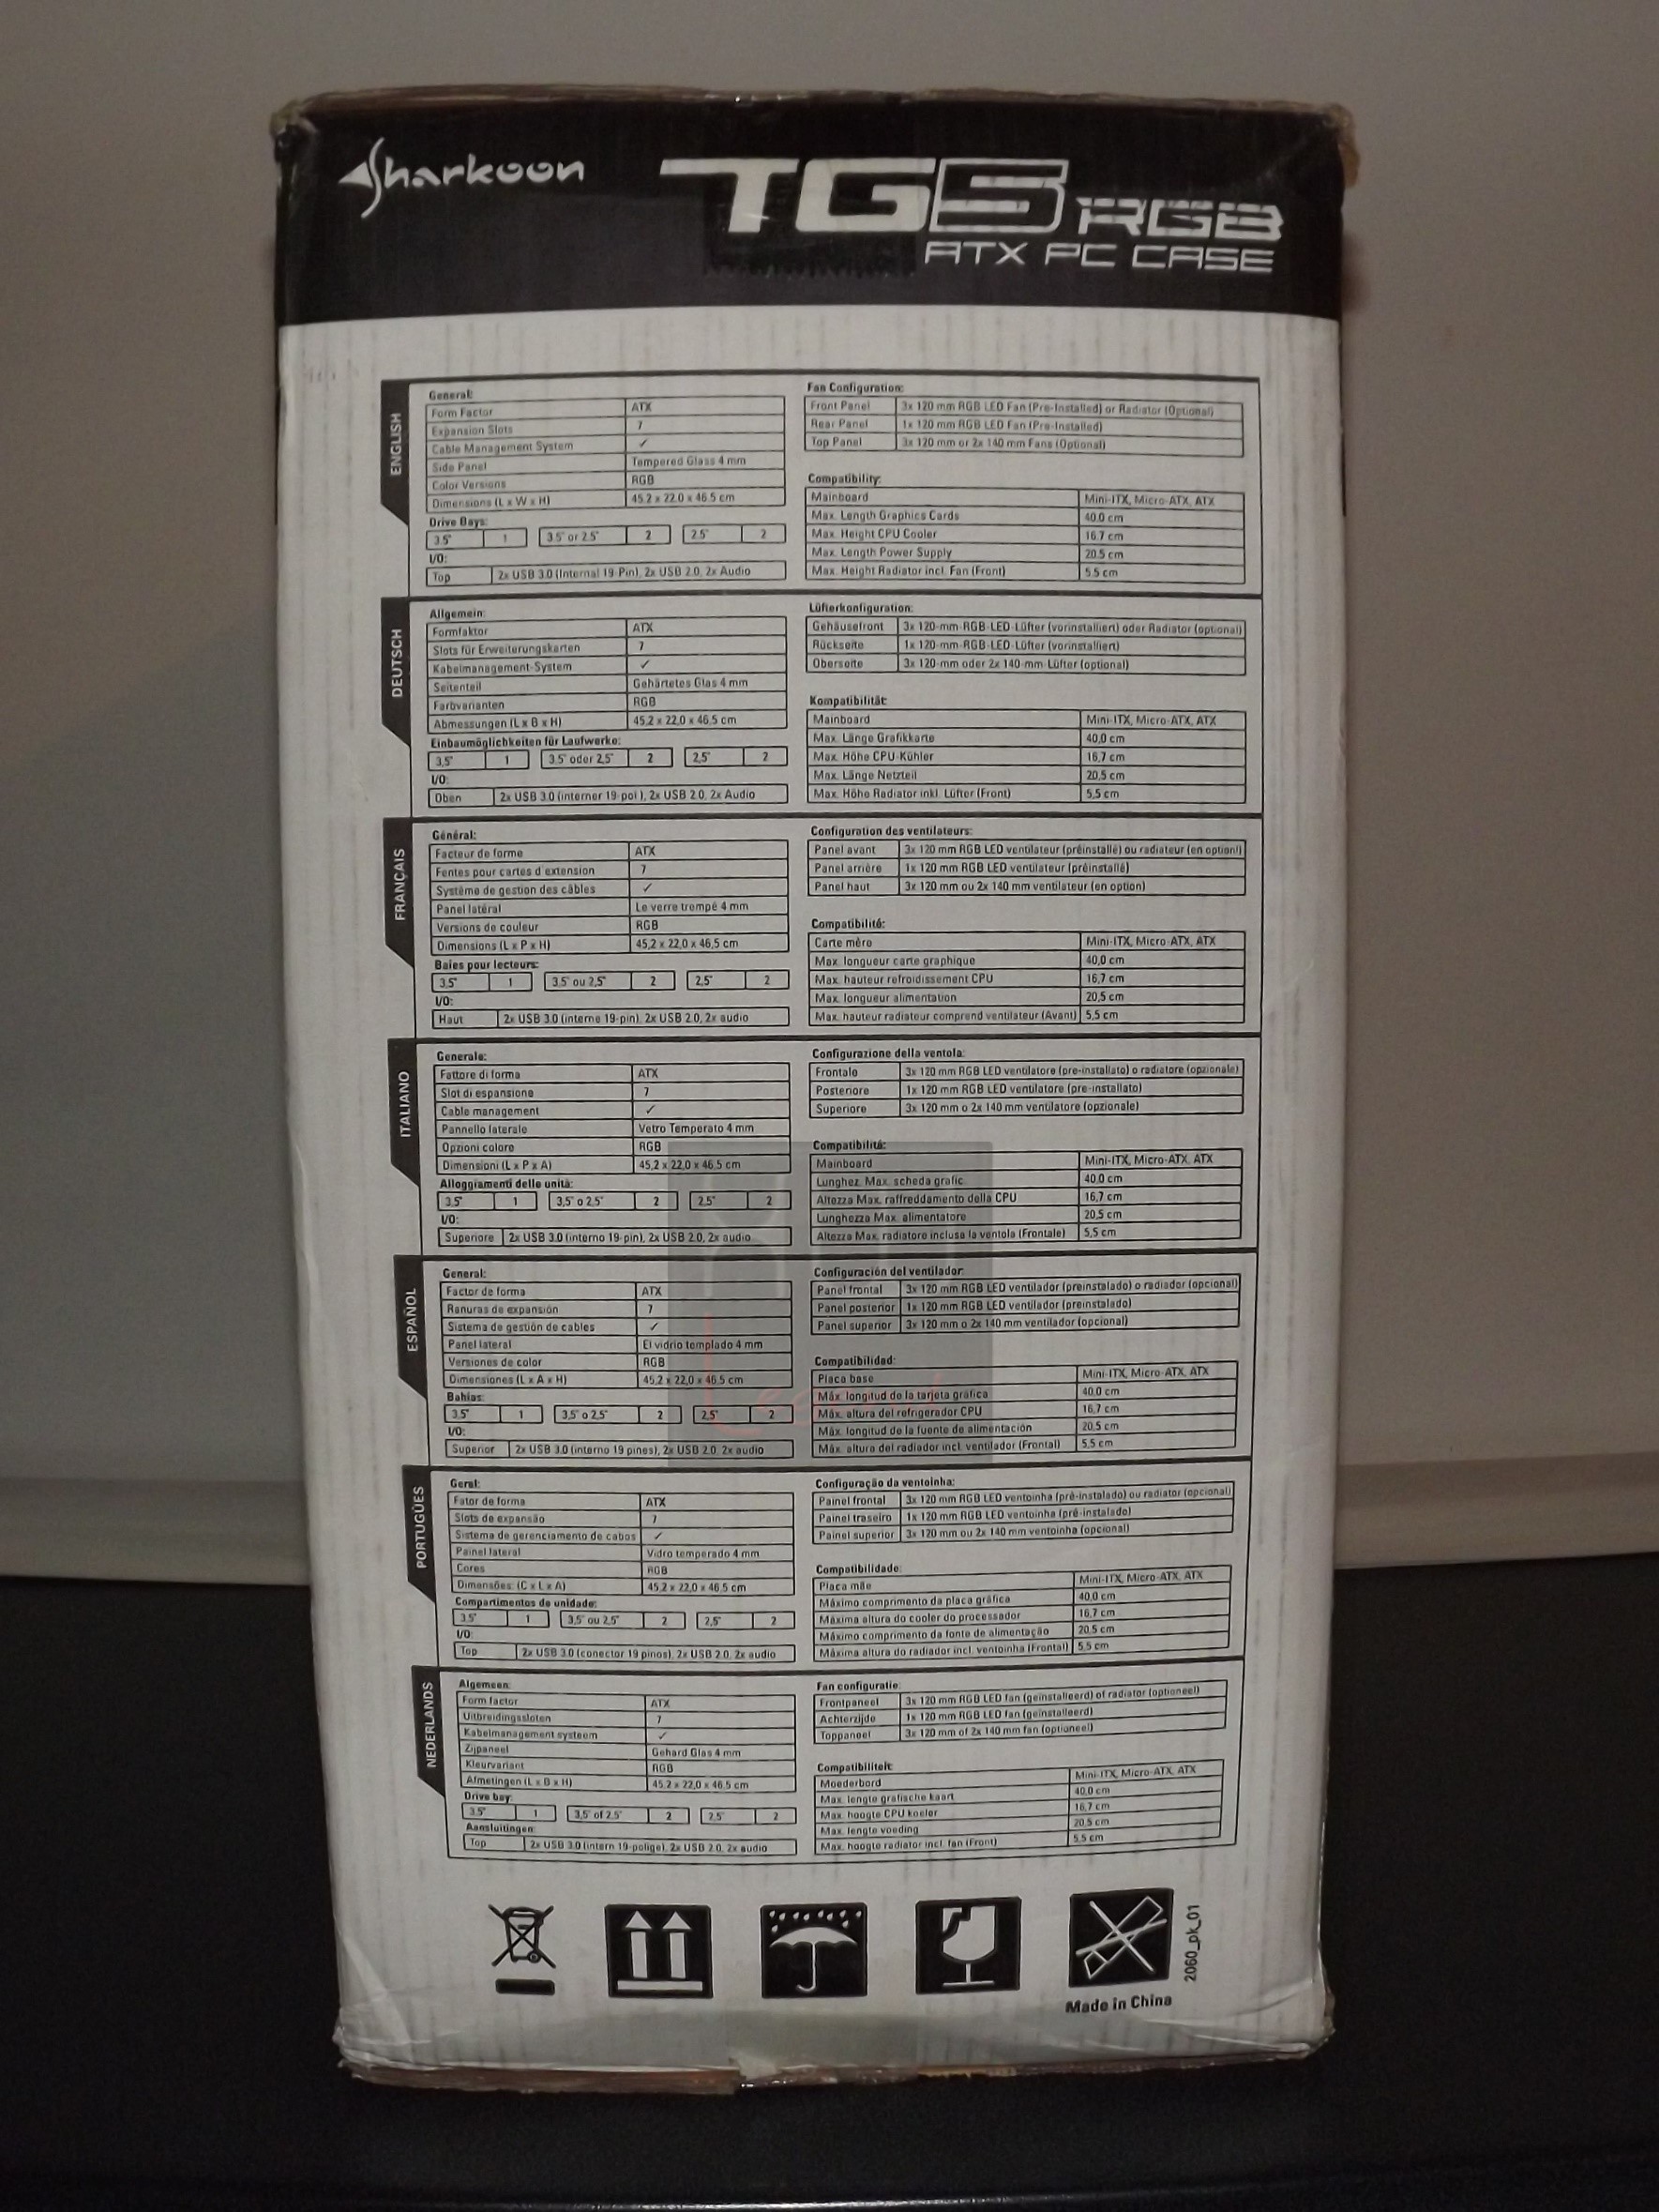 Sharkoon
TG5 RGB
ATX PC CASE
ENGLISH
General:
Form Factor ATX
Expansion Slots 7
Cable Management System ✓
Side Panel Tempered Glass 4 mm
Color Versions RGB
Dimensions (L x W x H) 45.2 x 22.0 x 46.5 cm
Drive Bays:
3.5" 1 3.5" or 2.5" 2 2.5" 2
I/O:
Top 2x USB 3.0 (Internal 19-Pin), 2x USB 2.0, 2x Audio
Fan Configuration:
Front Panel 3x 120 mm RGB LED Fan (Pre-Installed) or Radiator (Optional)
Rear Panel 1x 120 mm RGB LED Fan (Pre-Installed)
Top Panel 3x 120 mm or 2x 140 mm Fans (Optional)
Compatibility:
Mainboard Mini-ITX, Micro-ATX, ATX
Max. Length Graphics Cards 40.0 cm
Max. Height CPU Cooler 16.7 cm
Max. Length Power Supply 20.5 cm
Max. Height Radiator incl. Fan (Front) 5.5 cm
DEUTSCH
Allgemein:
Formfaktor ATX
Slots für Erweiterungskarten 7
Kabelmanagement-System ✓
Seitenteil Gehärtetes Glas 4 mm
Farbvarianten RGB
Abmessungen (L x B x H) 45,2 x 22,0 x 46,5 cm
Einbaumöglichkeiten für Laufwerke:
3,5" 1 3,5" oder 2,5" 2 2,5" 2
I/O:
Oben 2x USB 3.0 (interner 19-pol.), 2x USB 2.0, 2x Audio
Lüfterkonfiguration:
Gehäusefront 3x 120-mm-RGB-LED-Lüfter (vorinstalliert) oder Radiator (optional)
Rückseite 1x 120-mm-RGB-LED-Lüfter (vorinstalliert)
Oberseite 3x 120-mm oder 2x 140-mm-Lüfter (optional)
Kompatibilität:
Mainboard Mini-ITX, Micro-ATX, ATX
Max. Länge Grafikkarte 40,0 cm
Max. Höhe CPU-Kühler 16,7 cm
Max. Länge Netzteil 20,5 cm
Max. Höhe Radiator inkl. Lüfter (Front) 5,5 cm
FRANÇAIS
Général:
Facteur de forme ATX
Fentes pour cartes d'extension 7
Système de gestion des câbles ✓
Panel latéral Le verre trempé 4 mm
Versions de couleur RGB
Dimensions (L x P x H) 45,2 x 22,0 x 46,5 cm
Baies pour lecteurs:
3,5" 1 3,5" ou 2,5" 2 2,5" 2
I/O:
Haut 2x USB 3.0 (interne 19-pin), 2x USB 2.0, 2x audio
Configuration des ventilateurs:
Panel avant 3x 120 mm RGB LED ventilateur (préinstallé) ou radiateur (en option!)
Panel arrière 1x 120 mm RGB LED ventilateur (préinstallé)
Panel haut 3x 120 mm ou 2x 140 mm ventilateur (en option)
Compatibilité:
Carte mère Mini-ITX, Micro-ATX, ATX
Max. longueur carte graphique 40,0 cm
Max. hauteur refroidissement CPU 16,7 cm
Max. longueur alimentation 20,5 cm
Max. hauteur radiateur comprend ventilateur (Avant) 5,5 cm
ITALIANO
Generale:
Fattore di forma ATX
Slot di espansione 7
Cable management ✓
Pannello laterale Vetro Temperato 4 mm
Opzioni colore RGB
Dimensioni (L x P x A) 45,2 x 22,0 x 46,5 cm
Alloggiamenti delle unità:
3,5" 1 3,5" o 2,5" 2 2,5" 2
I/O:
Superiore 2x USB 3.0 (interno 19-pin), 2x USB 2.0, 2x audio
Configurazione della ventola:
Frontale 3x 120 mm RGB LED ventilatore (pre-installato) o radiatore (opzionale)
Posteriore 1x 120 mm RGB LED ventilatore (pre-installato)
Superiore 3x 120 mm o 2x 140 mm ventilatore (opzionale)
Compatibilità:
Mainboard Mini-ITX, Micro-ATX, ATX
Lunghez. Max. scheda grafic. 40,0 cm
Altezza Max. raffreddamento della CPU 16,7 cm
Lunghezza Max. alimentatore 20,5 cm
Altezza Max. radiatore inclusa la ventola (Frontale) 5,5 cm
ESPAÑOL
General:
Factor de forma ATX
Ranuras de expansión 7
Sistema de gestión de cables ✓
Panel lateral El vidrio templado 4 mm
Versiones de color RGB
Dimensiones (L x A x H) 45,2 x 22,0 x 46,5 cm
Bahías:
3,5" 1 3,5" o 2,5" 2 2,5" 2
I/O:
Superior 2x USB 3.0 (interno 19 pines), 2x USB 2.0, 2x audio
Configuración del ventilador:
Panel frontal 3x 120 mm RGB LED ventilador (preinstalado) o radiador (opcional)
Panel posterior 1x 120 mm RGB LED ventilador (preinstalado)
Panel superior 3x 120 mm o 2x 140 mm ventilador (opcional)
Compatibilidad:
Placa base Mini-ITX, Micro-ATX, ATX
Máx. longitud de la tarjeta gráfica 40,0 cm
Máx. altura del refrigerador CPU 16,7 cm
Máx. longitud de la fuente de alimentación 20,5 cm
Máx. altura del radiador incl. ventilador (Frontal) 5,5 cm
PORTUGÚES
Geral:
Fator de forma ATX
Slots de expansão 7
Sistema de gerenciamento de cabos ✓
Painel lateral Vidro temperado 4 mm
Cores RGB
Dimensões: (C x L x A) 45,2 x 22,0 x 46,5 cm
Compartimentos de unidade:
3,5" 1 3,5" ou 2,5" 2 2,5" 2
I/O:
Top 2x USB 3.0 (conector 19 pinos), 2x USB 2.0, 2x audio
Configuração da ventoinha:
Painel frontal 3x 120 mm RGB LED ventoinha (pré-instalado) ou radiator (opcional)
Painel traseiro 1x 120 mm RGB LED ventoinha (pré-instalado)
Painel superior 3x 120 mm ou 2x 140 mm ventoinha (opcional)
Compatibilidade:
Placa mãe Mini-ITX, Micro-ATX, ATX
Máximo comprimento da placa gráfica 40,0 cm
Máxima altura do cooler do processador 16,7 cm
Máximo comprimento da fonte de alimentação 20,5 cm
Máxima altura do radiador incl. ventoinha (Frontal) 5,5 cm
NEDERLANDS
Algemeen:
Form factor ATX
Uitbreidingssloten 7
Kabelmanagement systeem ✓
Zijpaneel Gehard Glas 4 mm
Kleurvariant RGB
Afmetingen (L x B x H) 45,2 x 22,0 x 46,5 cm
Drive bay:
3,5" 1 3,5" of 2,5" 2 2,5" 2
Aansluitingen:
Top 2x USB 3.0 (intern 19-polige), 2x USB 2.0, 2x audio
Fan configuratie:
Frontpaneel 3x 120 mm RGB LED fan (geïnstalleerd) of radiator (optioneel)
Achterzijde 1x 120 mm RGB LED fan (geïnstalleerd)
Toppaneel 3x 120 mm of 2x 140 mm fan (optioneel)
Compatibiliteit:
Moederbord Mini-ITX, Micro-ATX, ATX
Max. lengte grafische kaart 40,0 cm
Max. hoogte CPU koeler 16,7 cm
Max. lengte voeding 20,5 cm
Max. hoogte radiator incl. fan (Front) 5,5 cm
Made in China
2060_pk_01